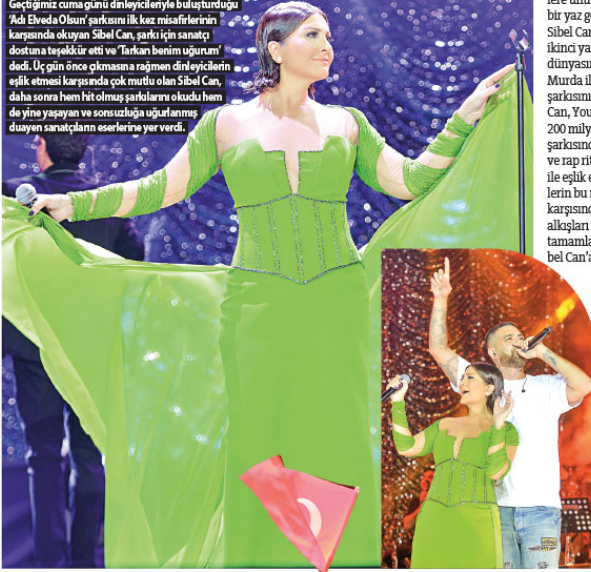 Geçtiğimiz cuma günü dinleyicileriyle buluşturduğu
'Adı Elveda Olsun' şarkısını ilk kez misafirlerinin
karşısında okuyan Sibel Can, şarkı için sanatçı
dostuna teşekkür etti ve 'Tarkan benim uğurum'
dedi. Üç gün önce çıkmasına rağmen dinleyicilerin
eşlik etmesi karşısında çok mutlu olan Sibel Can,
daha sonra hem hit olmuş şarkılarını okudu hem
de yine yaşayan ve sonsuzluğa uğurlanmış
duayen sanatçıların eserlerine yer verdi.
bir yaz ge
Sibel Can
ikinci ya
dünyasın
Murda il
şarkısını
Can, You
200 mily
şarkısınd
ve rap rit
ile eşlik e
lerin bu
karşısınd
alkışları
tamamla
bel Can'a